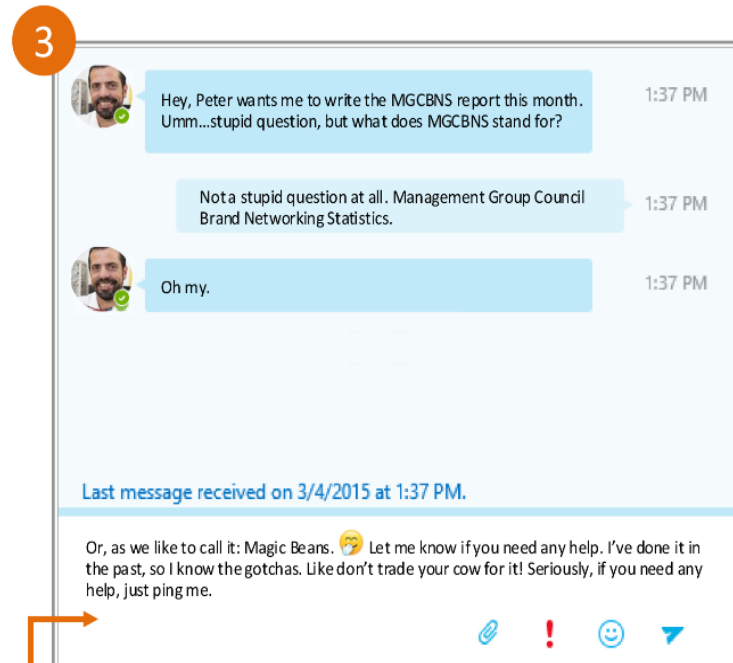 3
Hey, Peter wants me to write the MGCBNS report this month.
1:37 PM
Umm...stupid question, but what does MGCBNS stand for?
Not a stupid question at all. Management Group Council
1:37 PM
Brand Networking Statistics.
Oh my.
1:37 PM
Last message received on 3/4/2015 at 1:37 PM.
Or, as we like to call it: Magic Beans. Let me know if you need any help. I've done it in
the past, so I know the gotchas. Like don't trade your cow for it! Seriously, if you need any
help, just ping me.